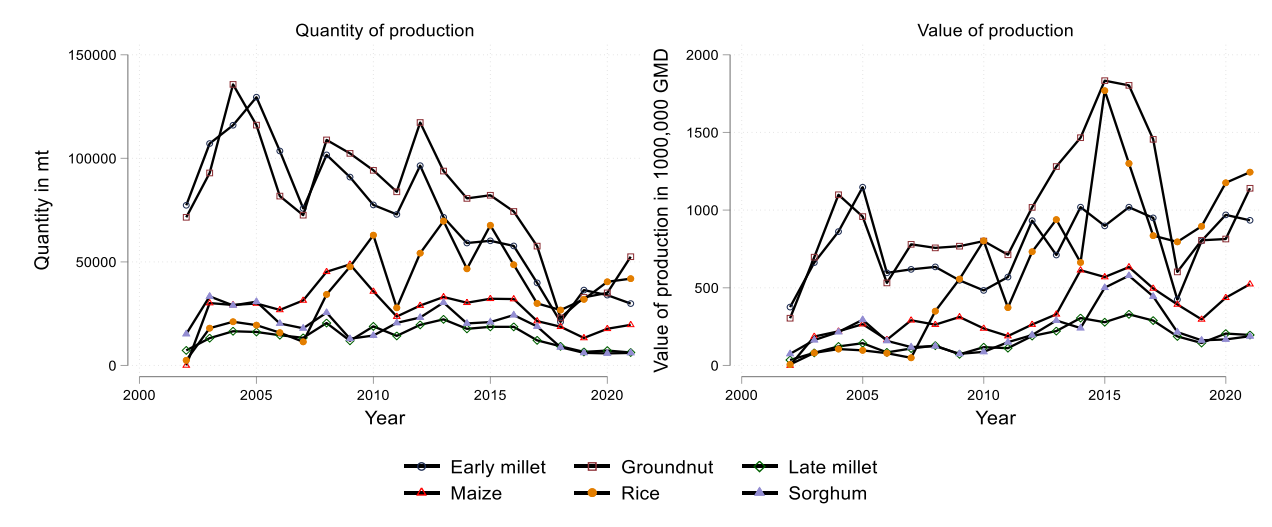 Quantity of production
Quantity in mt
150000
100000
50000
0
2000 2005 2010 2015 2020
Year
Value of production
Value of production in 1000,000 GMD
2000
1500
1000
500
0
2000 2005 2010 2015 2020
Year
Early millet Groundnut Late millet
Maize Rice Sorghum